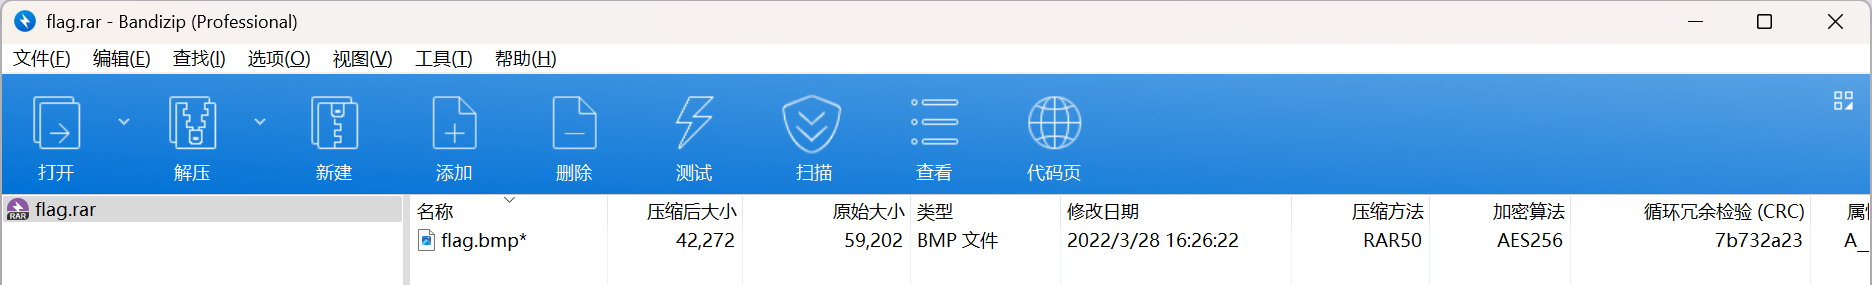 flag.rar - Bandizip (Professional)
文件(F) 编辑(E) 查找(I) 选项(O) 视图(V) 工具(T) 帮助(H)
打开 解压 新建 添加 删除 测试 扫描 查看 代码页
RAR flag.rar
名称 压缩后大小 原始大小 类型 修改日期 压缩方法 加密算法 循环冗余检验 (CRC) 属
flag.bmp* 42,272 59,202 BMP 文件 2022/3/28 16:26:22 RAR50 AES256 7b732a23 A_